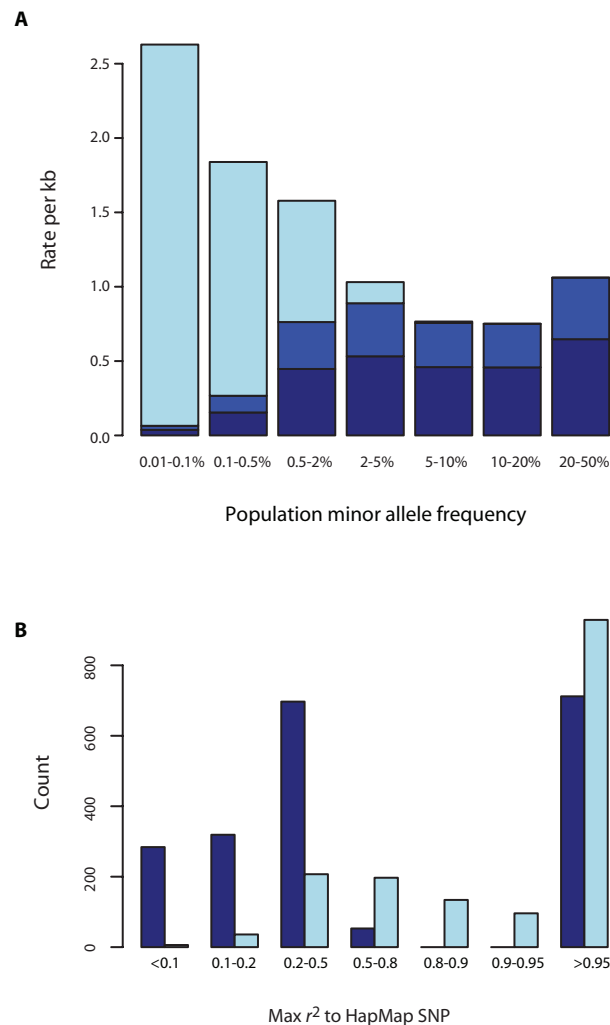 A
Rate per kb
2.5
2.0
1.5
1.0
0.5
0.0
0.01-0.1% 0.1-0.5% 0.5-2% 2-5% 5-10% 10-20% 20-50%
Population minor allele frequency
B
Count
800
600
400
200
0
<0.1 0.1-0.2 0.2-0.5 0.5-0.8 0.8-0.9 0.9-0.95 >0.95
Max r² to HapMap SNP